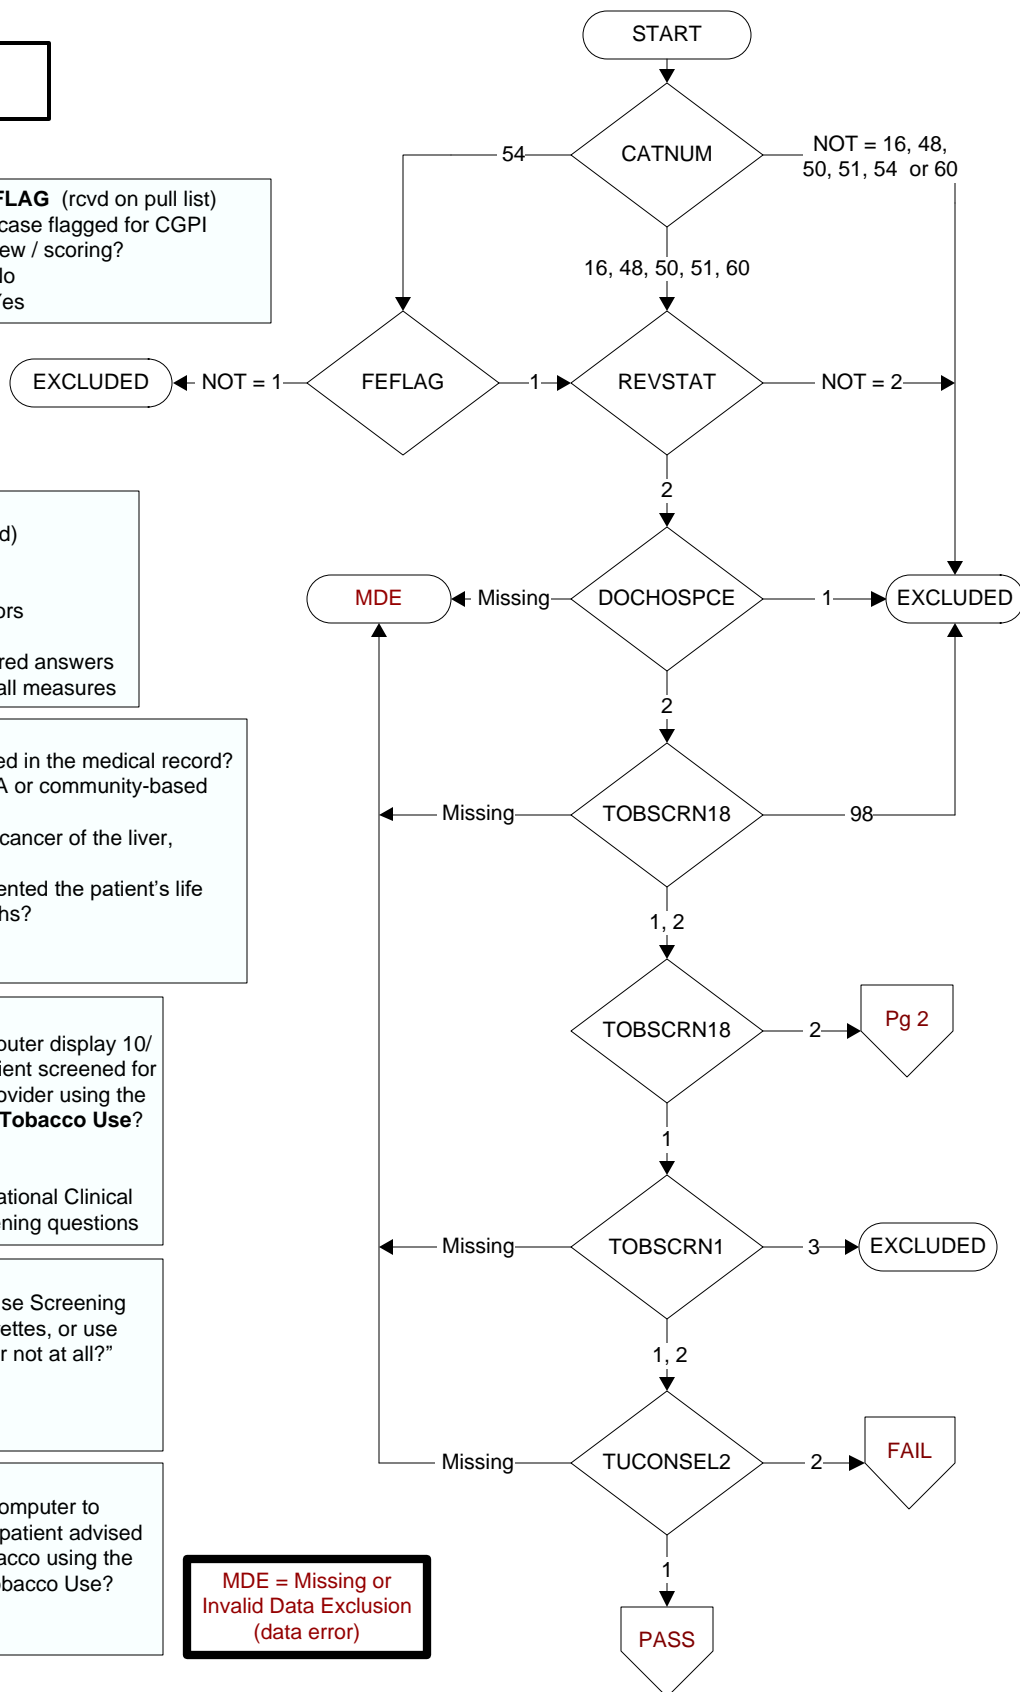 START
CATNUM
54
NOT = 16, 48,
50, 51, 54 or 60
16, 48, 50, 51, 60
FLAG (rcvd on pull list)
case flagged for CGPI
ew / scoring?
lo
Yes
EXCLUDED
NOT = 1
FEFLAG
1
REVSTAT
NOT = 2
2
d)
ors
red answers
all measures
MDE
Missing
DOCHOSPCE
1
EXCLUDED
2
ed in the medical record?
A or community-based
cancer of the liver,
ented the patient's life
hs?
Missing
TOBSCRN18
98
1, 2
TOBSCRN18
2
Pg 2
1
outer display 10/
ient screened for
ovider using the
Tobacco Use?
ational Clinical
ening questions
Missing
TOBSCRN1
3
EXCLUDED
1, 2
se Screening
ettes, or use
r not at all?"
Missing
TUCONSEL2
2
FAIL
1
omputer to
patient advised
acco using the
obacco Use?
MDE = Missing or
Invalid Data Exclusion
(data error)
PASS